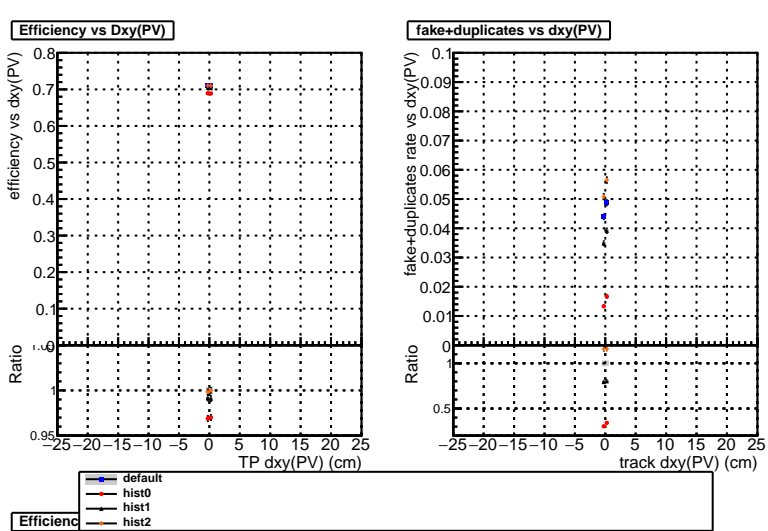 Efficiency vs Dxy(PV)
fake+duplicates vs dxy(PV)
efficiency vs dxy(PV)
0.8
0.7
0.6
0.5
0.4
0.3
0.2
0.1
fake+duplicates rate vs dxy(PV)
0.1
0.09
0.08
0.07
0.06
0.05
0.04
0.03
0.02
0.01
0
Ratio
1
0.95
Ratio
1
0.5
−25 −20 −15 −10 −5 0 5 10 15 20 25
TP dxy(PV) (cm)
−25 −20 −15 −10 −5 0 5 10 15 20 25
track dxy(PV) (cm)
default
hist0
hist1
hist2
Efficienc